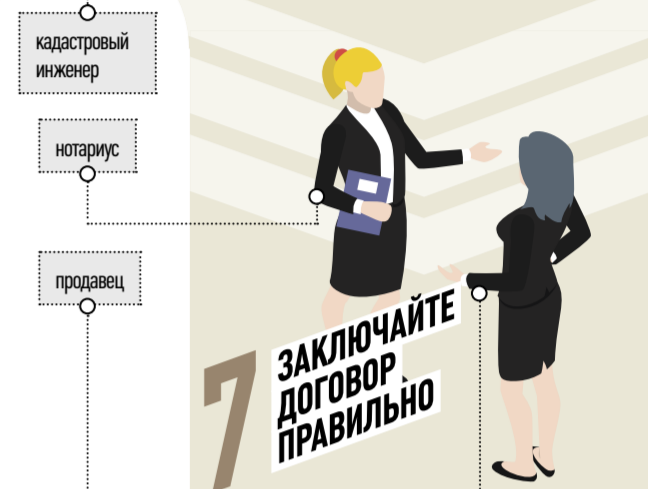 кадастровый
инженер
нотариус
продавец
7
ЗАКЛЮЧАЙТЕ
ДОГОВОР
ПРАВИЛЬНО